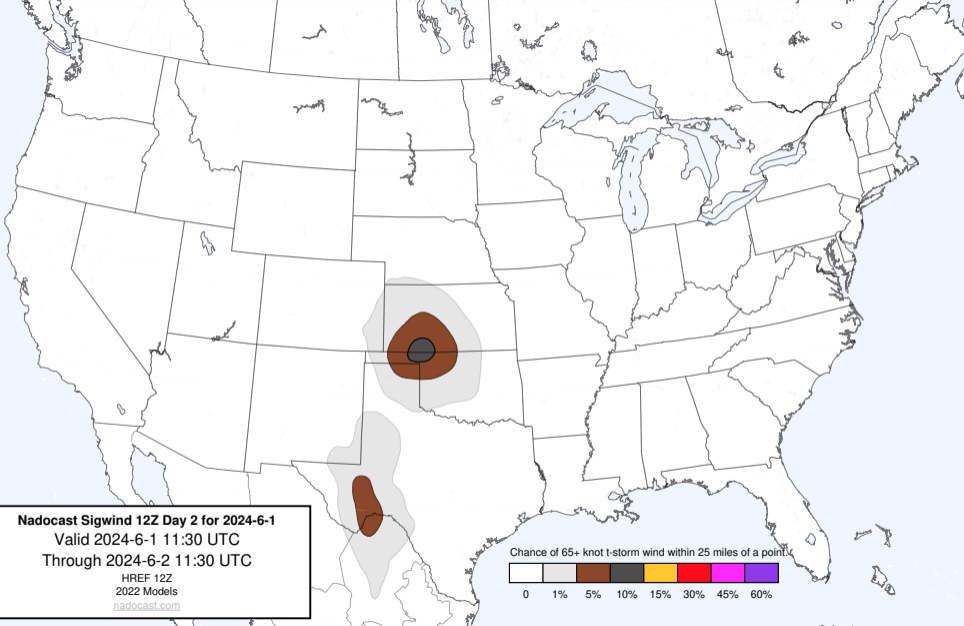 Nadocast Sigwind 12Z Day 2 for 2024-6-1
Valid 2024-6-1 11:30 UTC
Through 2024-6-2 11:30 UTC
HREF 12Z
2022 Models
nadocast.com
Chance of 65+ knot t-storm wind within 25 miles of a point.
0 1% 5% 10% 15% 30% 45% 60%